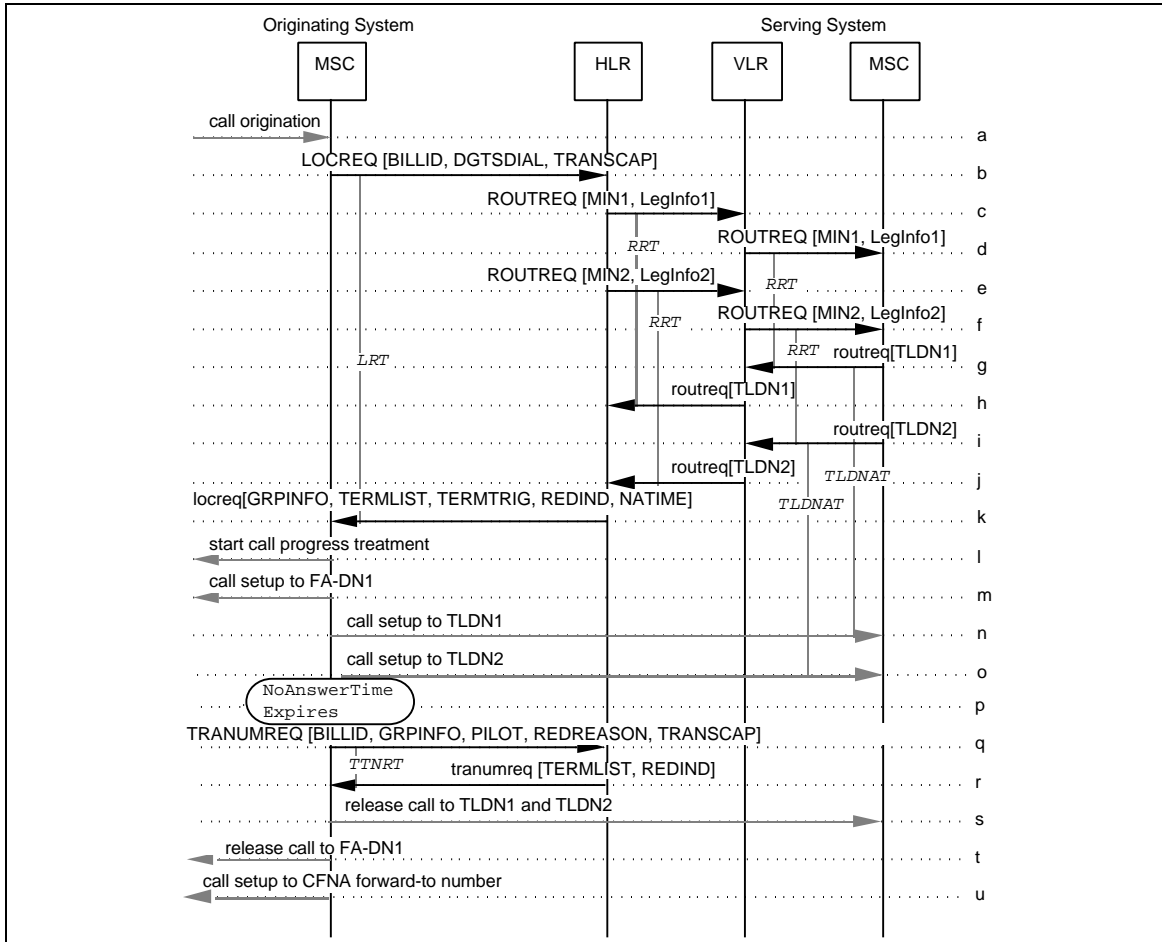 Originating System Serving System
MSC HLR VLR MSC
call origination a
LOCREQ [BILLID, DGTSDIAL, TRANSCAP] b
ROUTREQ [MIN1, LegInfo1] c
RRT
ROUTREQ [MIN1, LegInfo1] d
ROUTREQ [MIN2, LegInfo2] e
RRT
RRT
ROUTREQ [MIN2, LegInfo2] f
RRT
LRT
routreq[TLDN1] g
routreq[TLDN1] h
routreq[TLDN2] i
routreq[TLDN2] j
TLDNAT
TLDNAT
locreq[GRPINFO, TERMLIST, TERMTRIG, REDIND, NATIME] k
start call progress treatment l
call setup to FA-DN1 m
call setup to TLDN1 n
call setup to TLDN2 o
NoAnswerTime
Expires p
TRANUMREQ [BILLID, GRPINFO, PILOT, REDREASON, TRANSCAP] q
TTNRT
tranumreq [TERMLIST, REDIND] r
release call to TLDN1 and TLDN2 s
release call to FA-DN1 t
call setup to CFNA forward-to number u